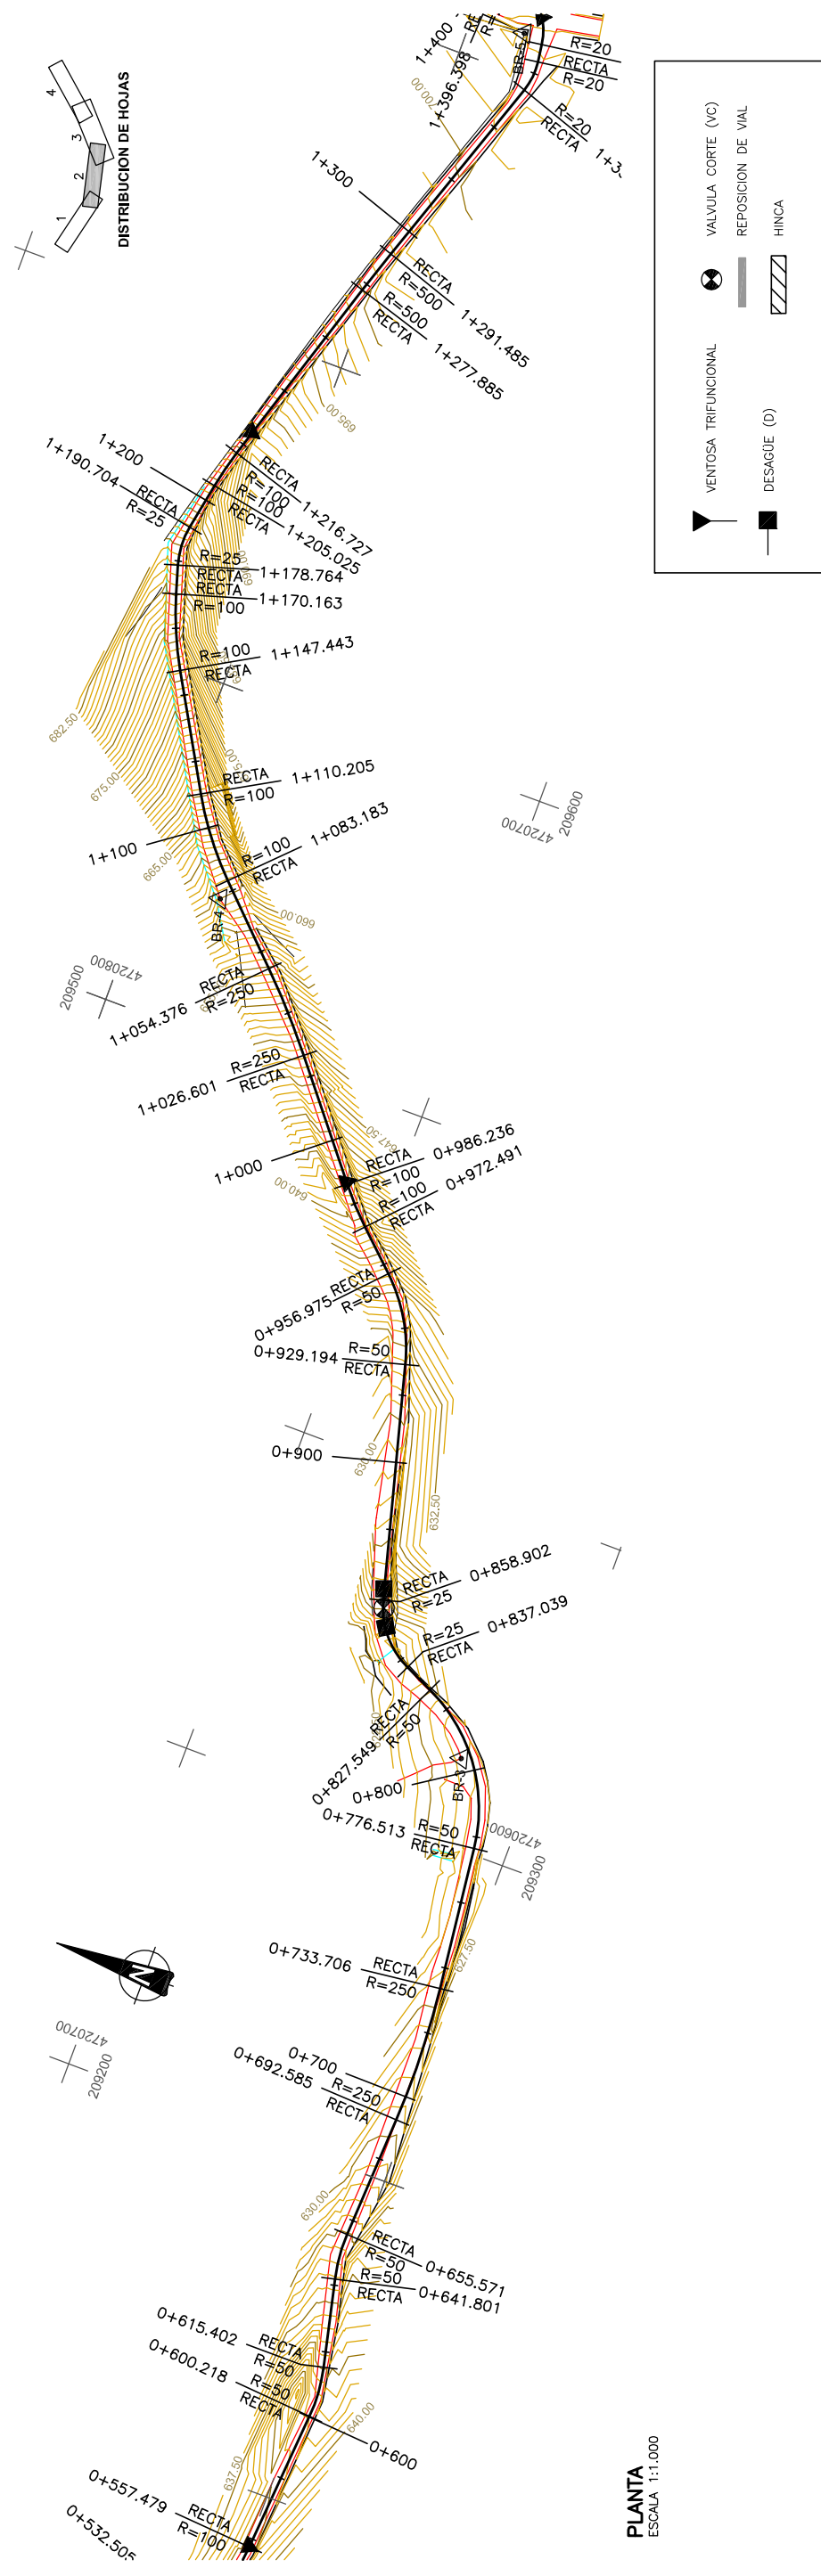 1+400
1+396.398
R=20
RECTA
R=20
BR-5
R=20
RECTA
700.00
1+300
RECTA
R=500
1+291.485
R=500
RECTA
1+277.885
695.00
4
3
2
1
DISTRIBUCION DE HOJAS
VALVULA CORTE (VC)
REPOSICION DE VIAL
HINCA
VENTOSA TRIFUNCIONAL
DESAGÜE (D)
1+200
1+190.704
RECTA
R=25
RECTA
R=100
1+216.727
R=100
RECTA
1+205.025
R=25
RECTA
1+178.764
RECTA
R=100
1+170.163
R=100
RECTA
1+147.443
682.50
675.00
RECTA
R=100
1+110.205
1+100
R=100
RECTA
1+083.183
665.00
4720700
209600
BR-4
660.00
4720800
209500
RECTA
R=250
1+054.376
R=250
RECTA
1+026.601
647.50
1+000
RECTA
R=100
0+986.236
R=100
RECTA
0+972.491
640.00
RECTA
R=50
0+956.975
R=50
RECTA
0+929.194
0+900
630.00
632.50
RECTA
R=25
0+858.902
R=25
RECTA
0+837.039
RECTA
R=50
0+827.549
BR-3
0+800
0+776.513
R=50
RECTA
4720600
209300
627.50
0+733.706
RECTA
R=250
N
4720700
209200
0+700
0+692.585
R=250
RECTA
630.00
RECTA
R=50
0+655.571
R=50
RECTA
0+641.801
0+615.402
RECTA
R=50
0+600.218
R=50
RECTA
640.00
0+600
637.50
0+557.479
RECTA
R=100
0+532.505
PLANTA
ESCALA 1:1.000